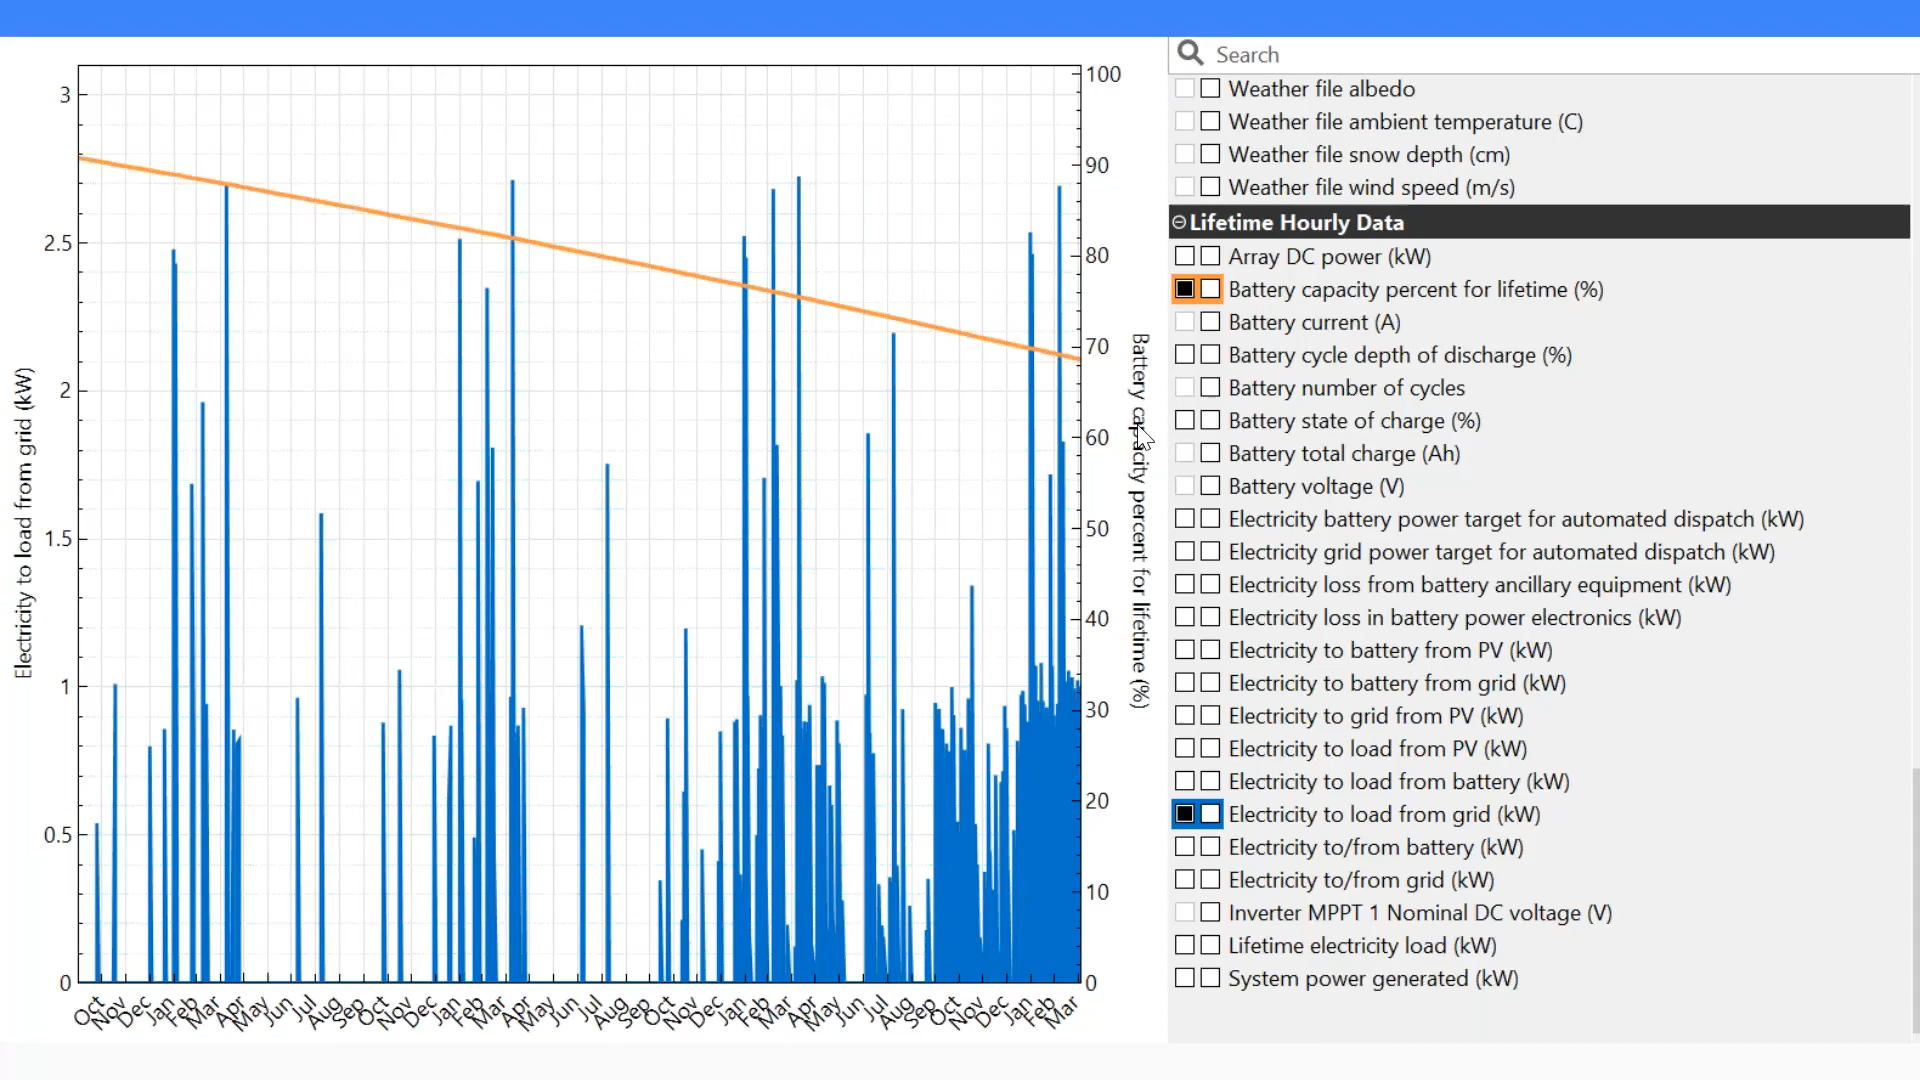 3
2.5
2
1.5
1
0.5
0
Electricity to load from grid (kW)
100
90
80
70
60
50
40
30
20
10
0
Battery capacity percent for lifetime (%)
Oct Nov Dec Jan Feb Mar Apr May Jun Jul Aug Sep Oct Nov Dec Jan Feb Mar Apr May Jun Jul Aug Sep Oct Nov Dec Jan Feb Mar Apr May Jun Jul Aug Sep Oct Nov Dec Jan Feb Mar
Search
Weather file albedo
Weather file ambient temperature (C)
Weather file snow depth (cm)
Weather file wind speed (m/s)
Lifetime Hourly Data
Array DC power (kW)
Battery capacity percent for lifetime (%)
Battery current (A)
Battery cycle depth of discharge (%)
Battery number of cycles
Battery state of charge (%)
Battery total charge (Ah)
Battery voltage (V)
Electricity battery power target for automated dispatch (kW)
Electricity grid power target for automated dispatch (kW)
Electricity loss from battery ancillary equipment (kW)
Electricity loss in battery power electronics (kW)
Electricity to battery from PV (kW)
Electricity to battery from grid (kW)
Electricity to grid from PV (kW)
Electricity to load from PV (kW)
Electricity to load from battery (kW)
Electricity to load from grid (kW)
Electricity to/from battery (kW)
Electricity to/from grid (kW)
Inverter MPPT 1 Nominal DC voltage (V)
Lifetime electricity load (kW)
System power generated (kW)